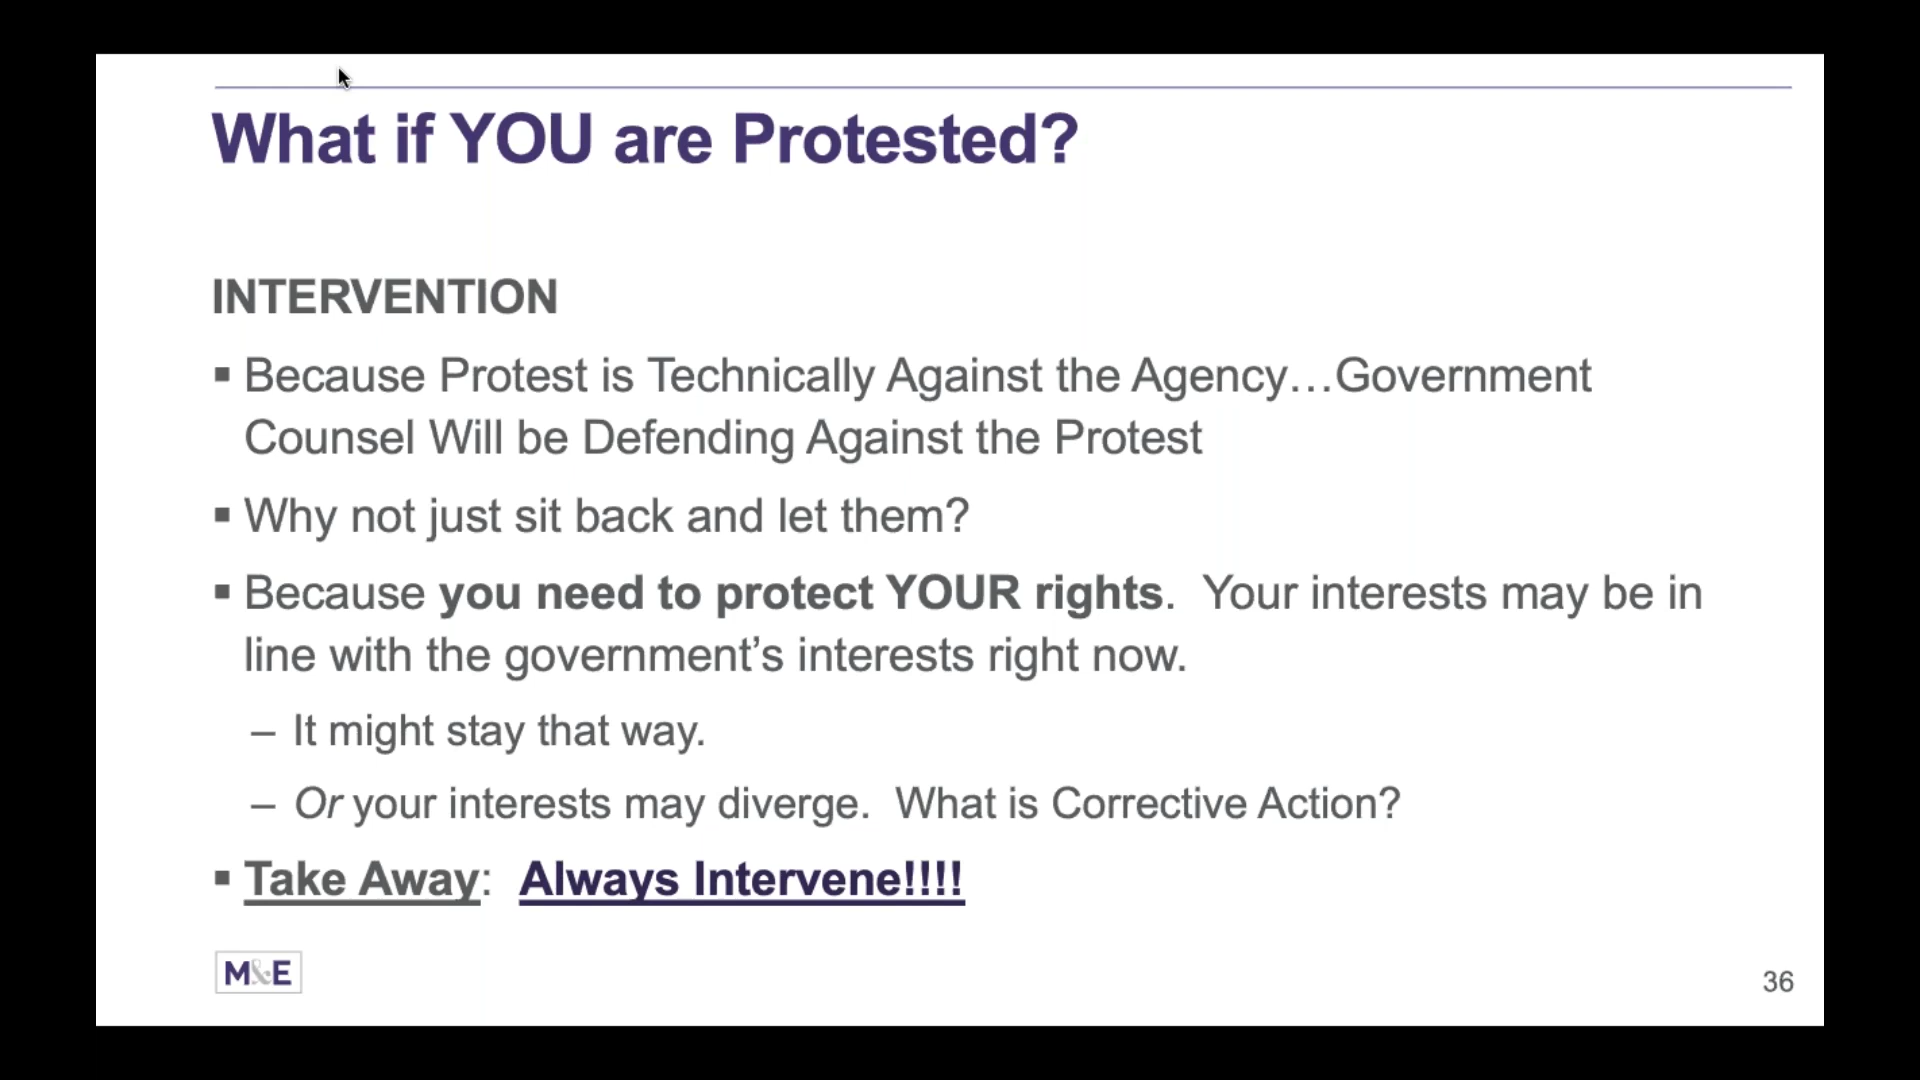 What if YOU are Protested?
INTERVENTION
▪ Because Protest is Technically Against the Agency…Government
Counsel Will be Defending Against the Protest
▪ Why not just sit back and let them?
▪ Because you need to protect YOUR rights.  Your interests may be in
line with the government’s interests right now.
– It might stay that way.
– Or your interests may diverge.  What is Corrective Action?
▪ Take Away:  Always Intervene!!!!
M&E
36